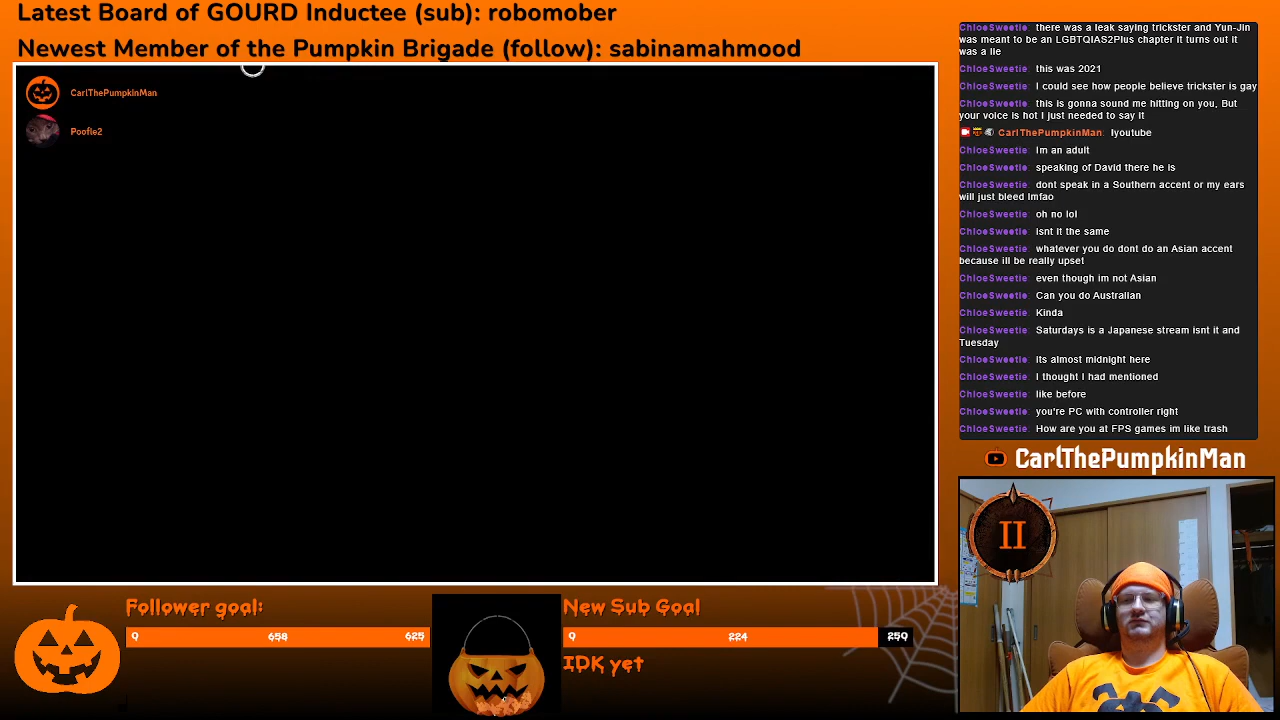 Latest Board of GOURD Inductee (sub): robomober
Newest Member of the Pumpkin Brigade (follow): sabinamahmood
CarlThePumpkinMan
Poofle2
ChloeSweetie: there was a leak saying trickster and Yun-Jin
was meant to be an LGBTQIAS2Plus chapter it turns out it
was a lie
ChloeSweetie: this was 2021
ChloeSweetie: I could see how people believe trickster is gay
ChloeSweetie: this is gonna sound me hitting on you. But
your voice is hot I just needed to say it
CarlThePumpkinMan: !youtube
ChloeSweetie: Im an adult
ChloeSweetie: speaking of David there he is
ChloeSweetie: dont speak in a Southern accent or my ears
will just bleed lmfao
ChloeSweetie: oh no lol
ChloeSweetie: isnt it the same
ChloeSweetie: whatever you do dont do an Asian accent
because ill be really upset
ChloeSweetie: even though im not Asian
ChloeSweetie: Can you do Australian
ChloeSweetie: Kinda
ChloeSweetie: Saturdays is a Japanese stream isnt it and
Tuesday
ChloeSweetie: Its almost midnight here
ChloeSweetie: I thought I had mentioned
ChloeSweetie: like before
ChloeSweetie: you're PC with controller right
ChloeSweetie: How are you at FPS games im like trash
CarlThePumpkinMan
II
Follower goal:
0 658 625
New Sub Goal
0 224 250
IDK yet